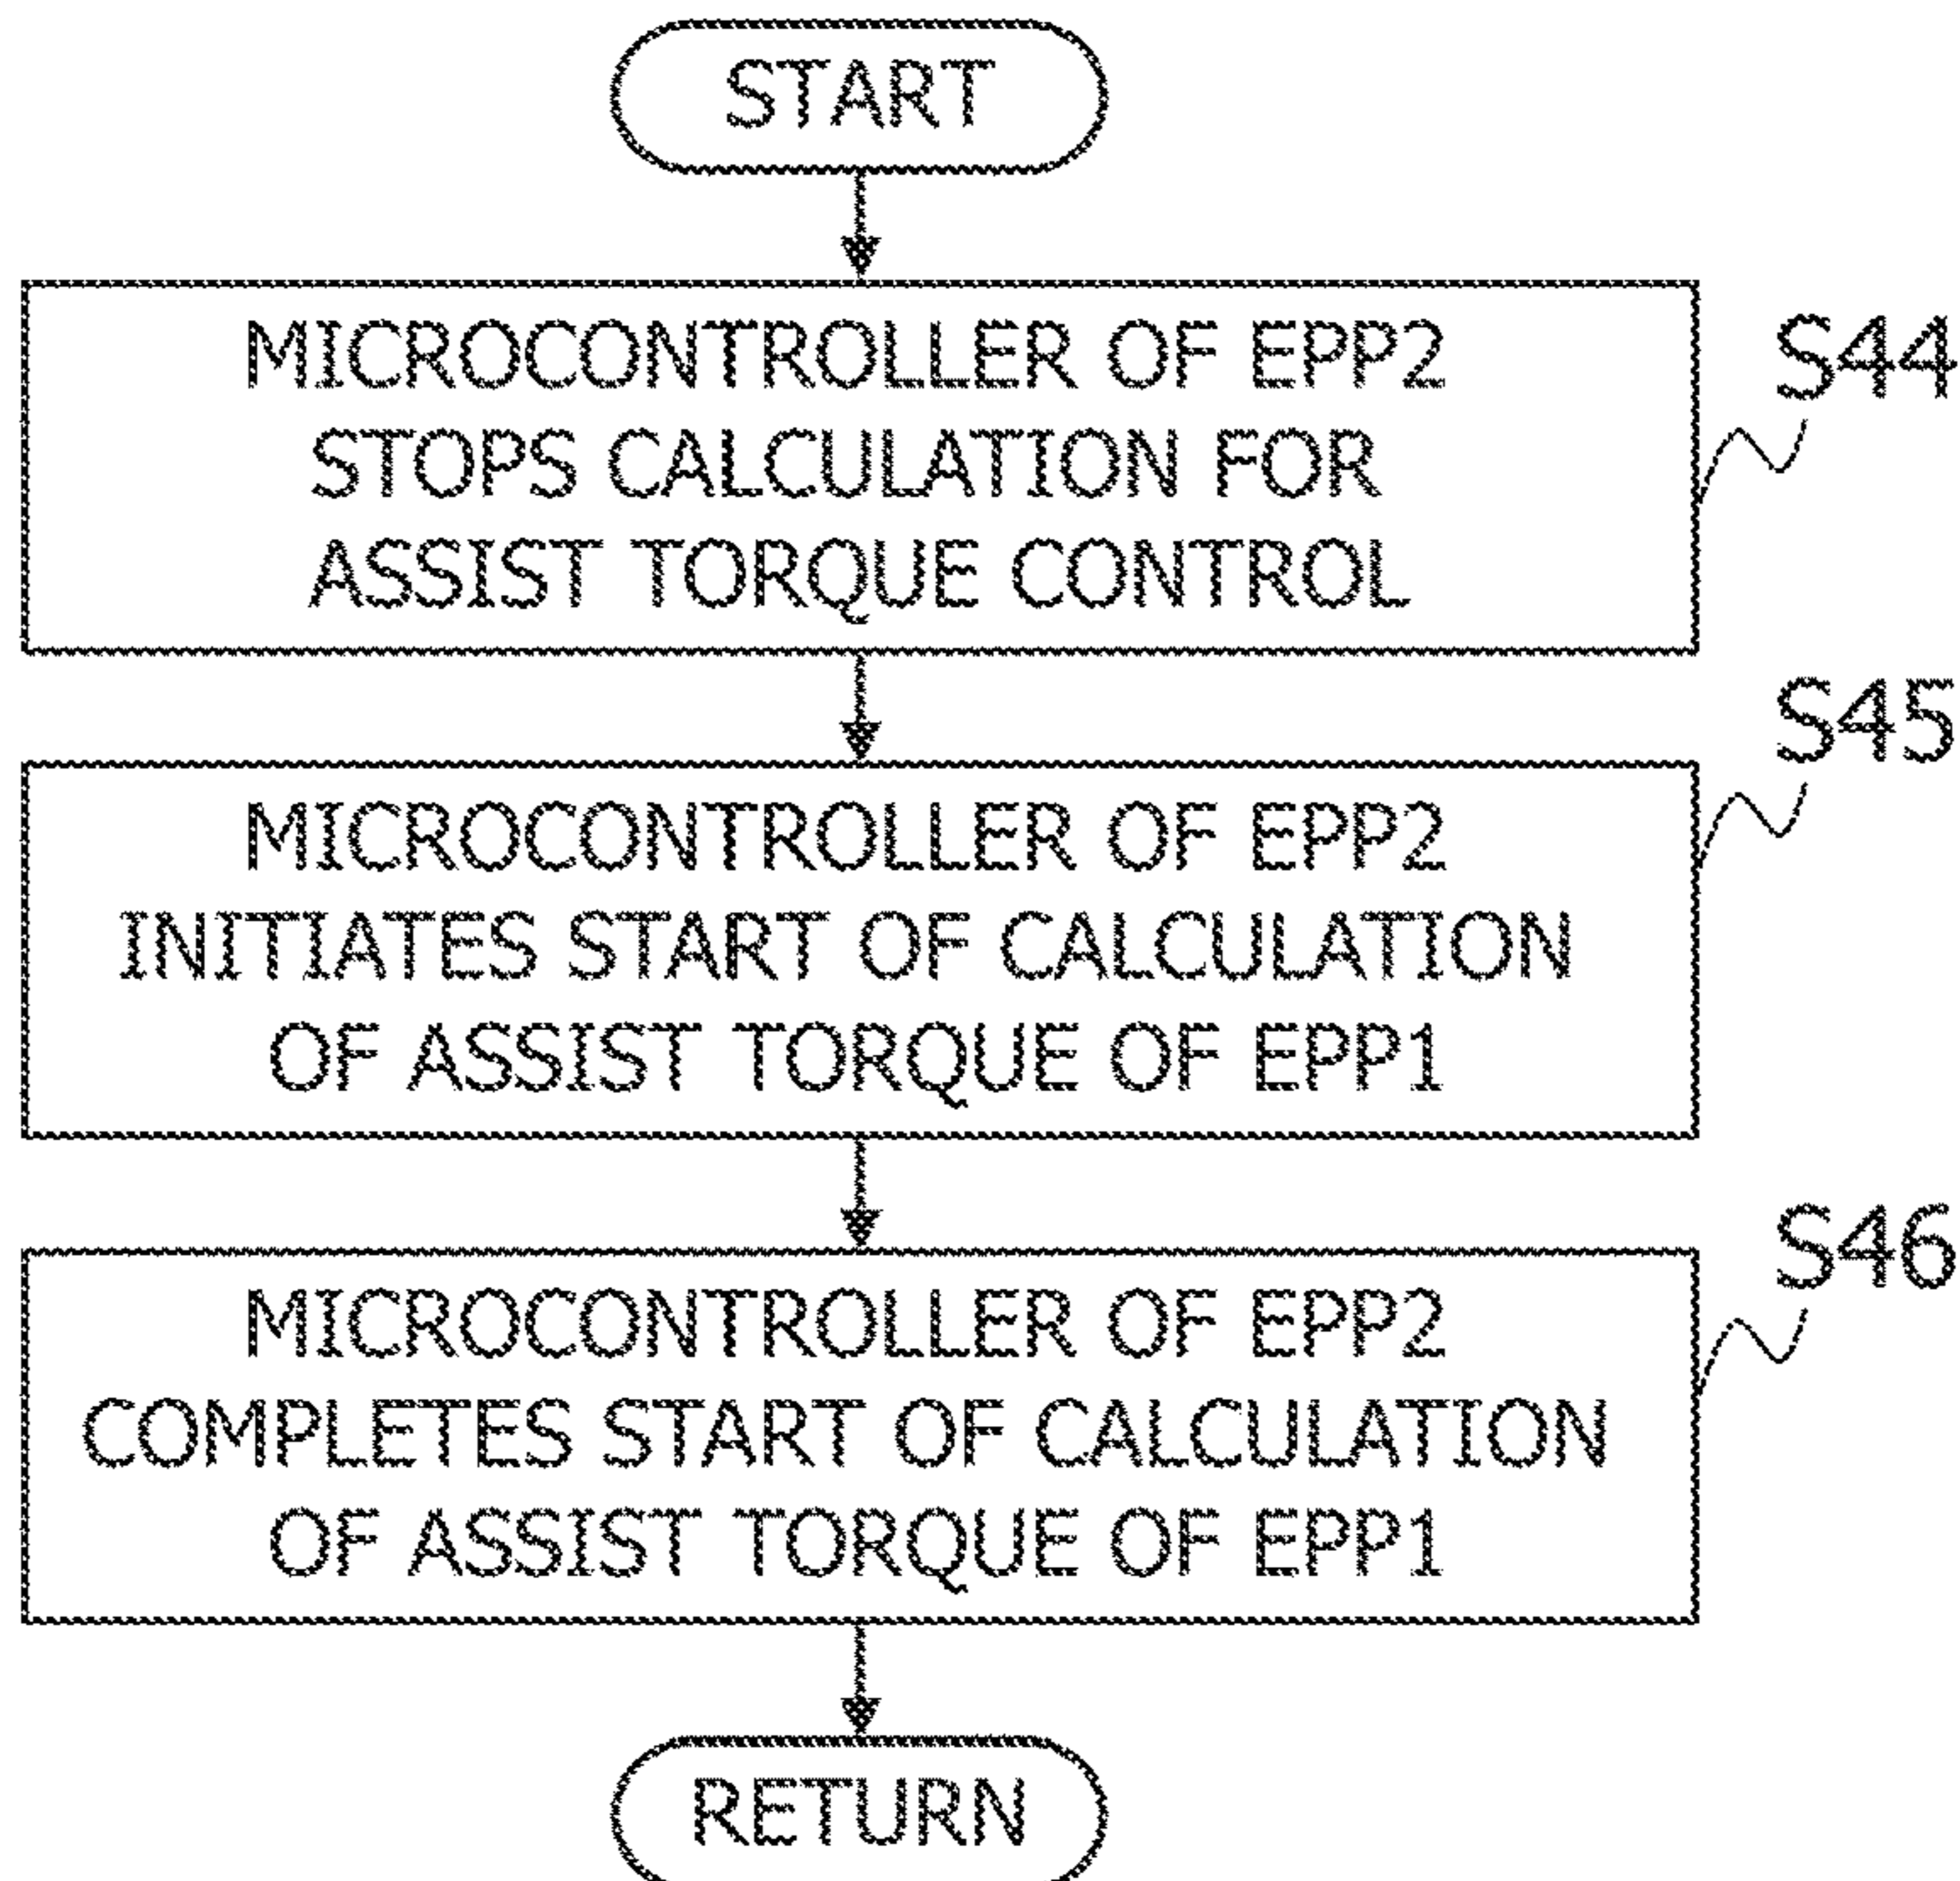 START
MICROCONTROLLER OF EPP2
STOPS CALCULATION FOR
ASSIST TORQUE CONTROL
S44
MICROCONTROLLER OF EPP2
INITIATES START OF CALCULATION
OF ASSIST TORQUE OF EPP1
S45
MICROCONTROLLER OF EPP2
COMPLETES START OF CALCULATION
OF ASSIST TORQUE OF EPP1
S46
RETURN